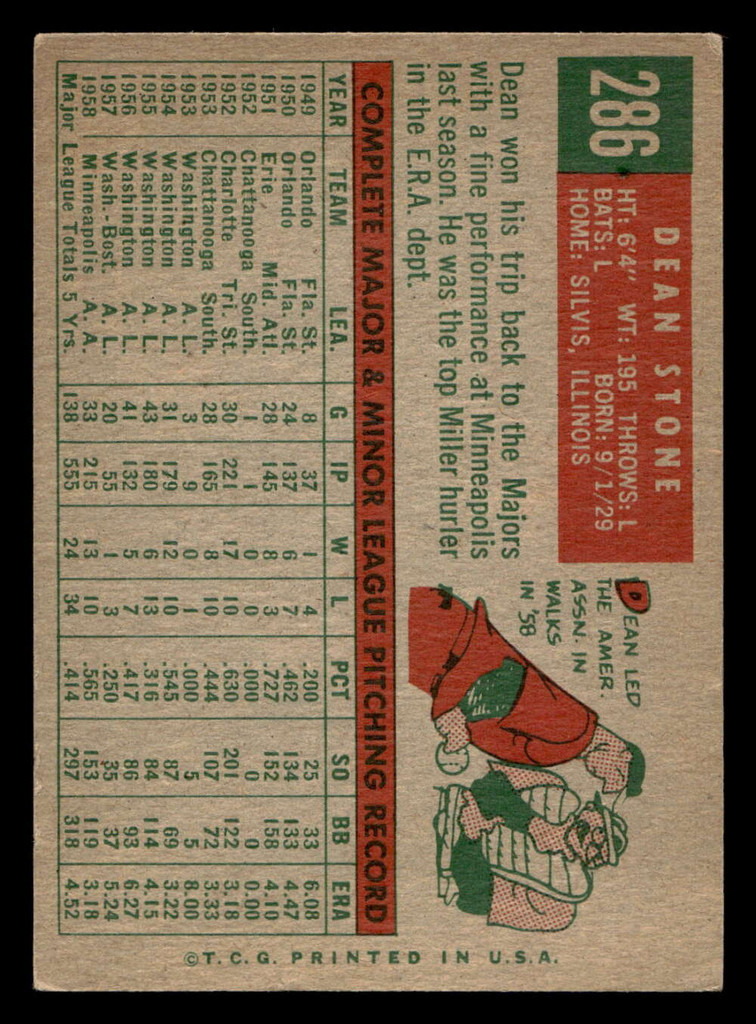 286
DEAN STONE
HT: 6'4" WT: 195 THROWS: L
BATS: L BORN: 9/1/29
HOME: SILVIS, ILLINOIS
Dean won his trip back to the Majors
with a fine performance at Minneapolis
last season. He was the top Miller hurler
in the E.R.A. dept.
DEAN LED
THE AMER.
ASSN. IN
WALKS
IN '58
COMPLETE MAJOR & MINOR LEAGUE PITCHING RECORD
YEAR TEAM LEA. G IP W L PCT SO BB ERA
1949 Orlando Fla. St. 8 37 1 4 .200 25 33 6.08
1950 Orlando Fla. St. 24 137 6 7 .462 134 133 4.47
1951 Erie Mid. Atl. 28 145 8 3 .727 152 158 4.10
1952 Chattanooga South. 1 1 0 0 .000 0 0 0.00
1952 Charlotte Tri. St. 30 221 17 10 .630 201 122 3.18
1953 Chattanooga South. 28 165 8 10 .444 107 72 3.33
1953 Washington A. L. 3 9 0 1 .000 5 5 8.00
1954 Washington A. L. 31 179 12 10 .545 87 69 3.22
1955 Washington A. L. 43 180 6 13 .316 84 114 4.15
1956 Washington A. L. 41 132 5 7 .417 86 93 6.27
1957 Wash.-Bost. A. L. 20 55 1 3 .250 35 37 5.24
1958 Minneapolis A. A. 33 215 13 10 .565 153 119 3.18
Major League Totals 5 Yrs. 138 555 24 34 .414 297 318 4.52
©T.C.G. PRINTED IN U.S.A.